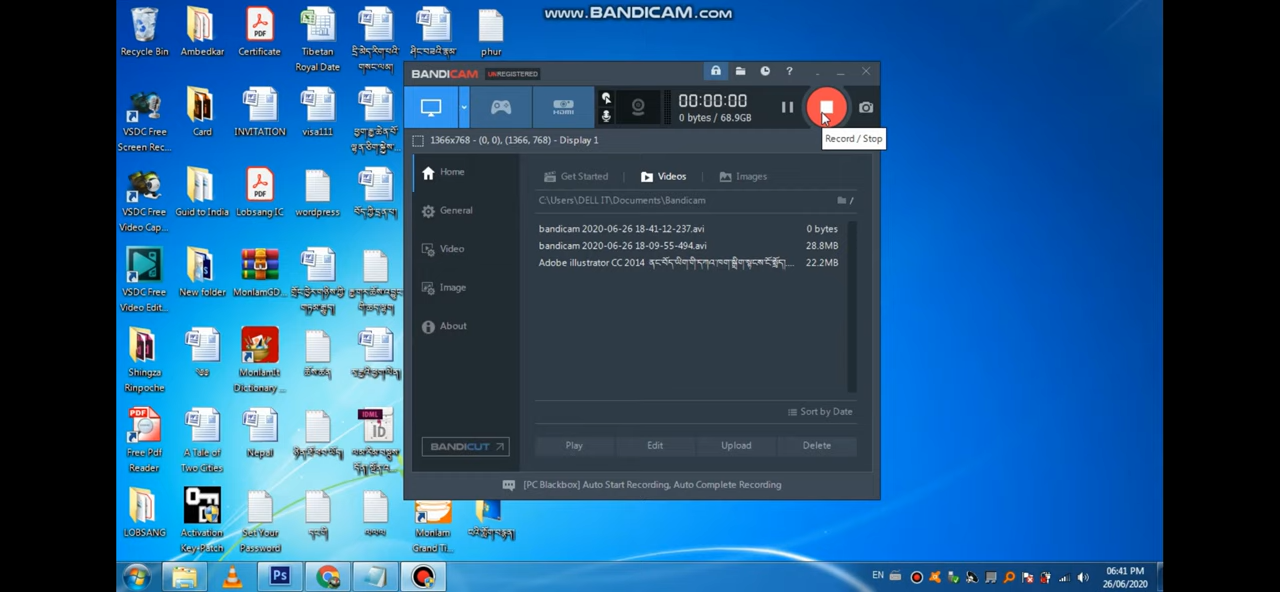 www.BANDICAM.com
Recycle Bin
Ambedkar
Certificate
Tibetan
Royal Date
phur
BANDICAM UNREGISTERED
?
HDMI
00:00:00
0 bytes / 68.9GB
Record / Stop
1366x768 - (0, 0), (1366, 768) - Display 1
VSDC Free
Screen Rec...
Card
INVITATION
visa111
Home
General
Video
Image
About
Get Started
Videos
Images
C:\Users\DELL IT\Documents\Bandicam
/
bandicam 2020-06-26 18-41-12-237.avi 0 bytes
bandicam 2020-06-26 18-09-55-494.avi 28.8MB
Adobe illustrator CC 2014 22.2MB
Sort by Date
BANDICUT
Play
Edit
Upload
Delete
[PC Blackbox] Auto Start Recording, Auto Complete Recording
VSDC Free
Video Cap...
Guid to India
Lobsang IC
wordpress
VSDC Free
Video Edit...
New folder
MonlamGD...
Shingza
Rinpoche
MonlamIt
Dictionary ...
Free Pdf
Reader
A Tale of
Two Cities
Nepal
IDML
LOBSANG
Activation
Key+Patch
Set Your
Password
Monlam
Grand Ti...
Ps
EN
06:41 PM
26/06/2020